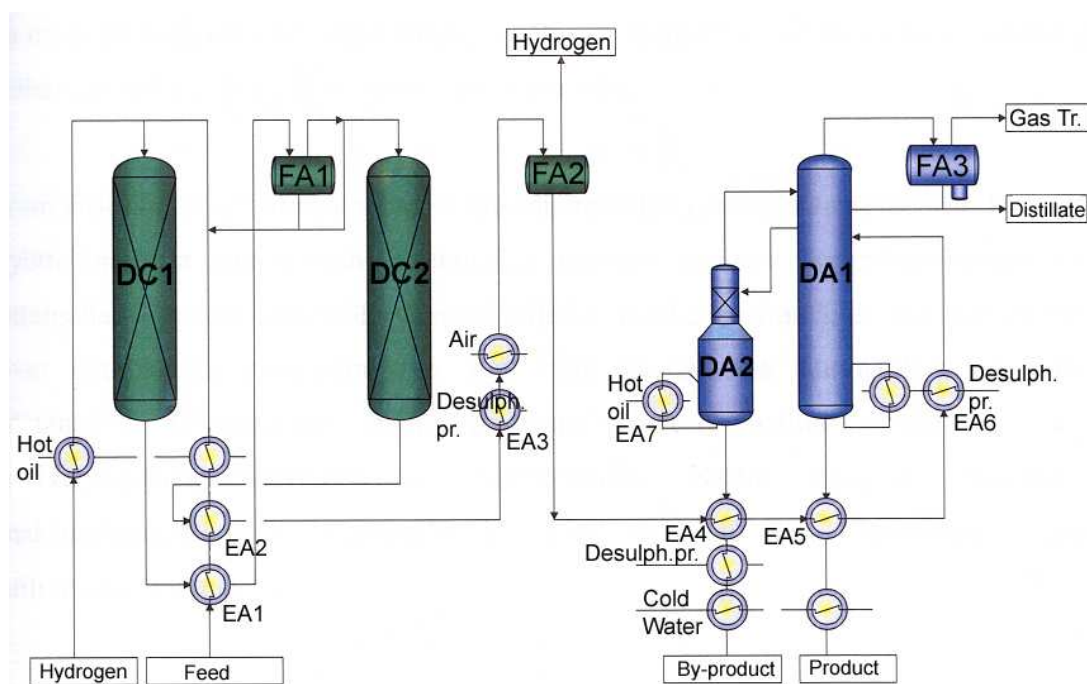 Hydrogen
Gas Tr.
FA1
FA2
FA3
Distillate
DC1
DC2
DA1
Air
DA2
Desulph.
pr.
EA3
Hot
oil
EA7
Desulph.
pr.
EA6
Hot
oil
EA2
EA4
EA5
Desulph.pr.
EA1
Cold
Water
Hydrogen
Feed
By-product
Product